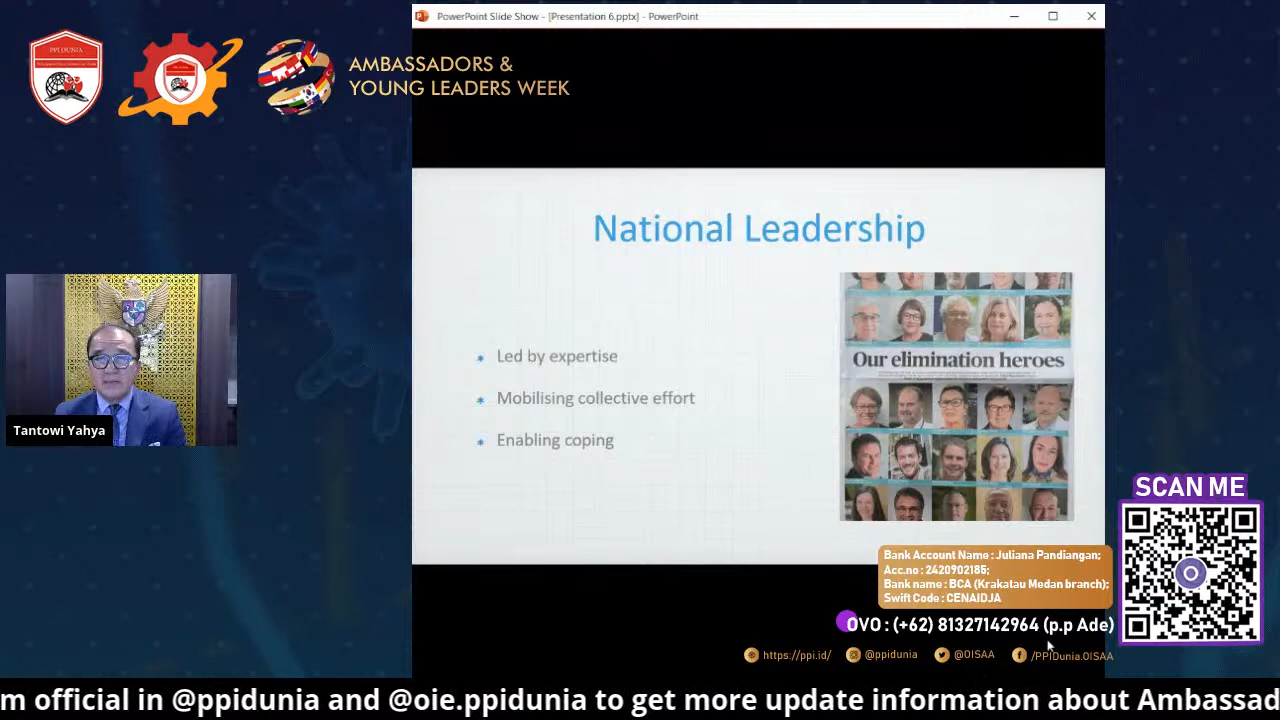 PowerPoint Slide Show - [Presentation 6.pptx] - PowerPoint
PPI DUNIA
AMBASSADORS &
YOUNG LEADERS WEEK
National Leadership
Led by expertise
Mobilising collective effort
Enabling coping
Our elimination heroes
Tantowi Yahya
SCAN ME
Bank Account Name : Juliana Pandiangan;
Acc.no : 2420902185;
Bank name : BCA (Krakatau Medan branch);
Swift Code : CENAIDJA
OVO : (+62) 81327142964 (p.p Ade)
https://ppi.id/ @ppidunia @OISAA /PPIDunia.OISAA
m official in @ppidunia and @oie.ppidunia to get more update information about Ambassad